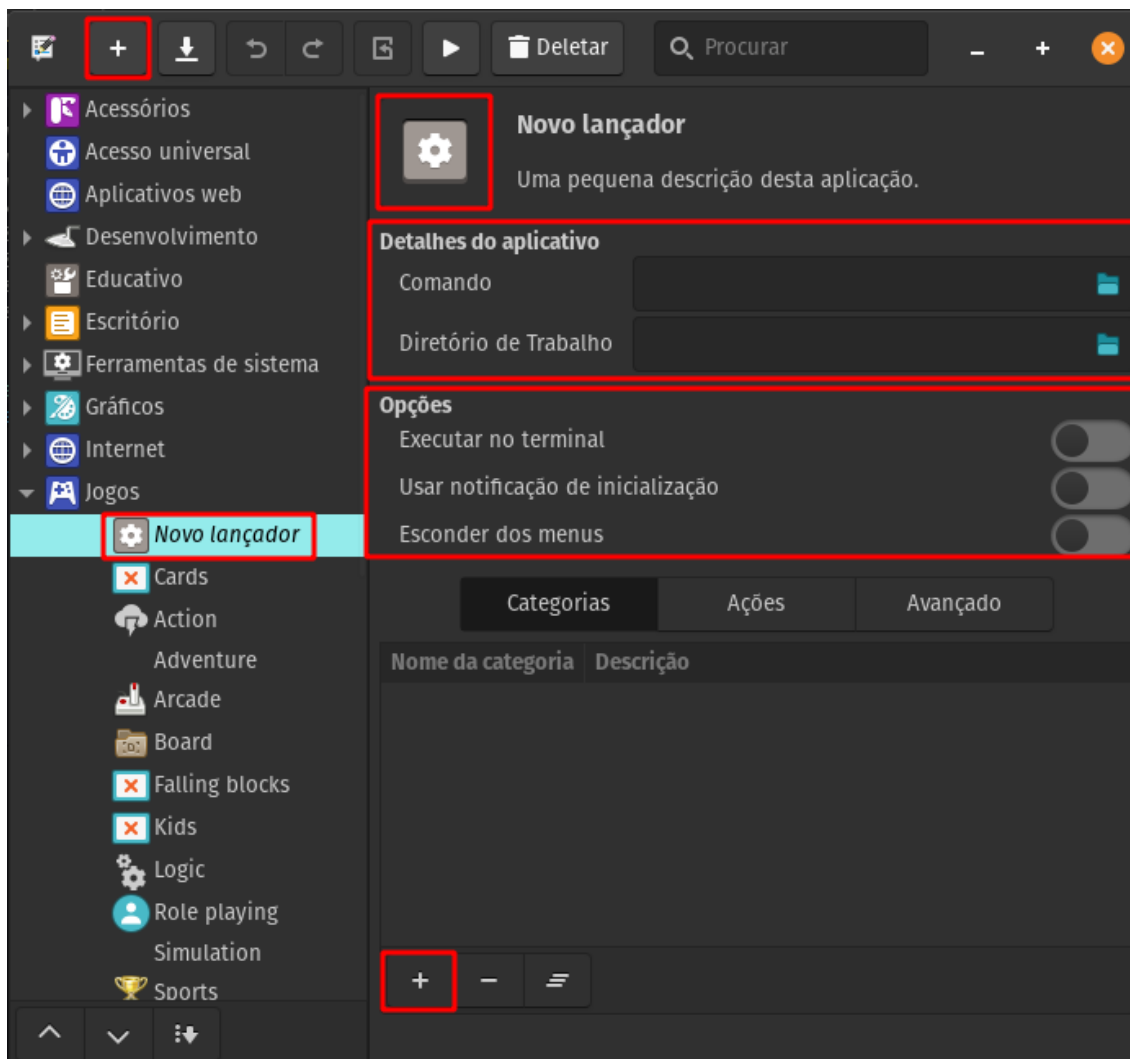 Deletar
Procurar
Acessórios
Acesso universal
Aplicativos web
Desenvolvimento
Educativo
Escritório
Ferramentas de sistema
Gráficos
Internet
Jogos
Novo lançador
Cards
Action
Adventure
Arcade
Board
Falling blocks
Kids
Logic
Role playing
Simulation
Sports
Novo lançador
Uma pequena descrição desta aplicação.
Detalhes do aplicativo
Comando
Diretório de Trabalho
Opções
Executar no terminal
Usar notificação de inicialização
Esconder dos menus
Categorias Ações Avançado
Nome da categoria Descrição